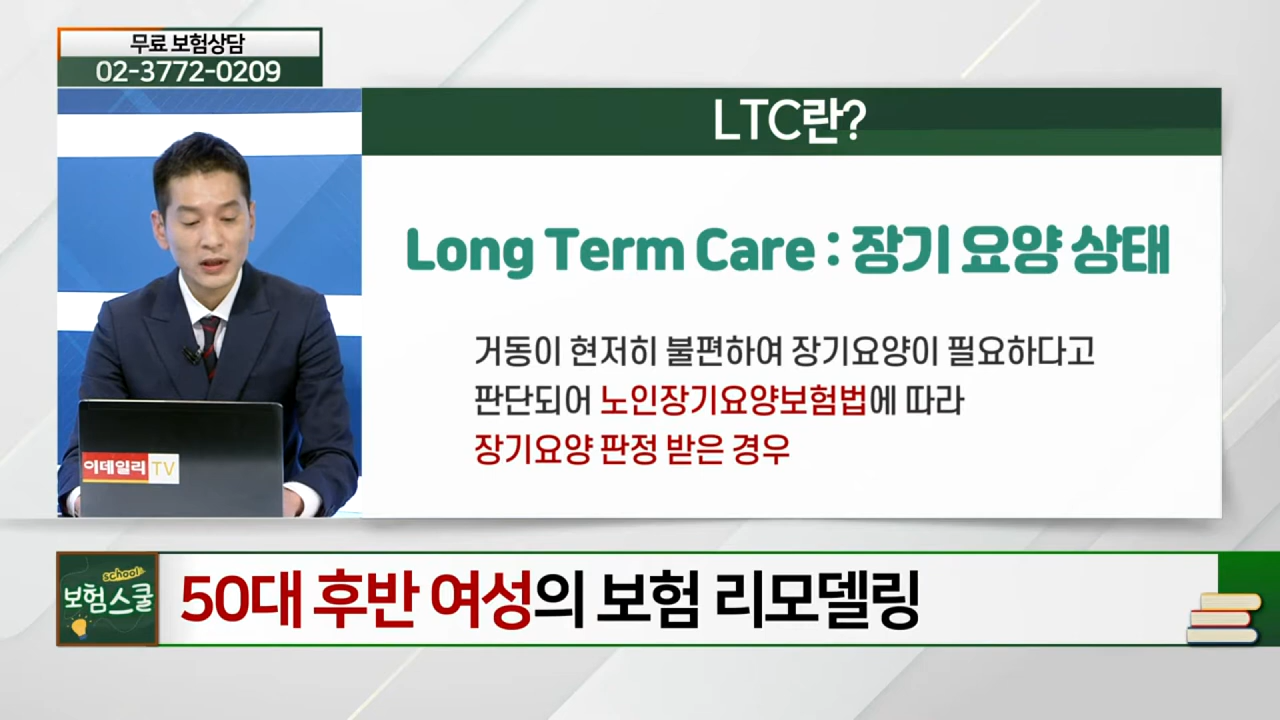 무료 보험상담
02-3772-0209
LTC란?
Long Term Care : 장기 요양 상태
거동이 현저히 불편하여 장기요양이 필요하다고
판단되어 노인장기요양보험법에 따라
장기요양 판정 받은 경우
이데일리 TV
school
보험스쿨
50대 후반 여성의 보험 리모델링